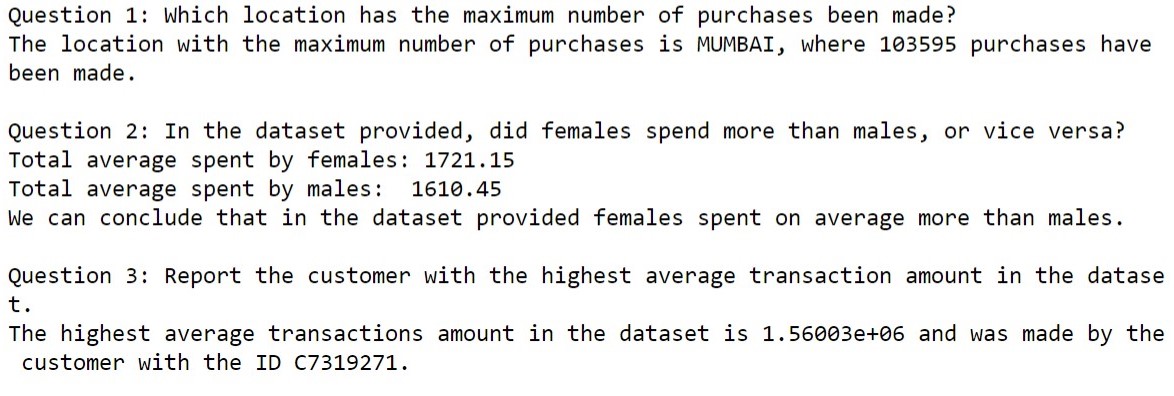 Question 1: Which location has the maximum number of purchases been made?
The location with the maximum number of purchases is MUMBAI, where 103595 purchases have
been made.
Question 2: In the dataset provided, did females spend more than males, or vice versa?
Total average spent by females: 1721.15
Total average spent by males:  1610.45
We can conclude that in the dataset provided females spent on average more than males.
Question 3: Report the customer with the highest average transaction amount in the datase
t.
The highest average transactions amount in the dataset is 1.56003e+06 and was made by the
 customer with the ID C7319271.